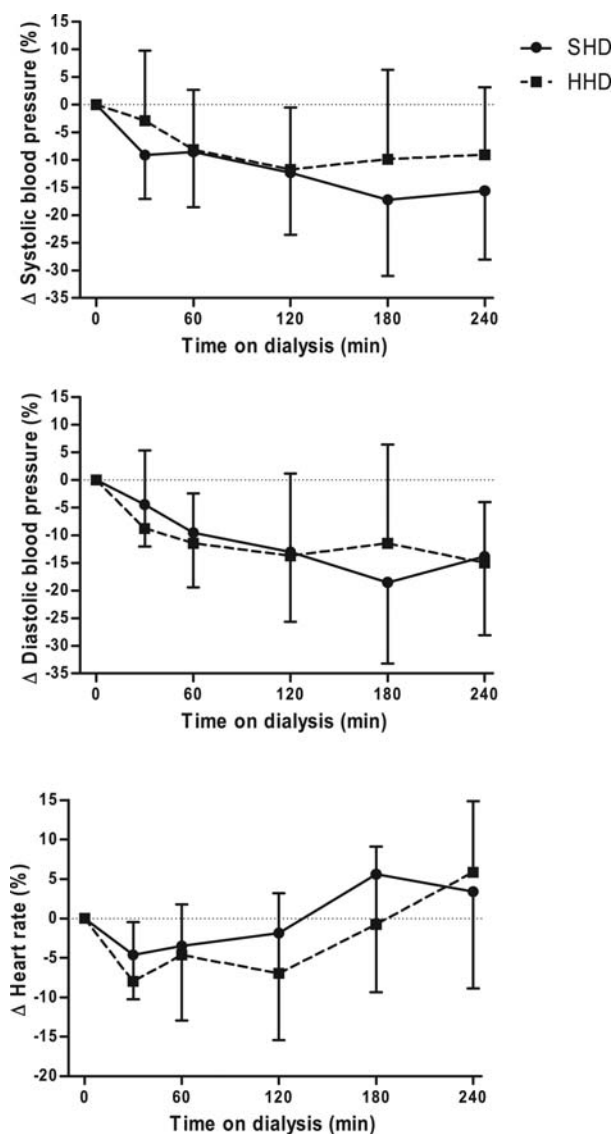 15
10
5
0
-5
-10
-15
-20
-25
-30
-35
Δ Systolic blood pressure (%)
0 60 120 180 240
Time on dialysis (min)
SHD
HHD
15
10
5
0
-5
-10
-15
-20
-25
-30
-35
Δ Diastolic blood pressure (%)
0 60 120 180 240
Time on dialysis (min)
15
10
5
0
-5
-10
-15
-20
Δ Heart rate (%)
0 60 120 180 240
Time on dialysis (min)